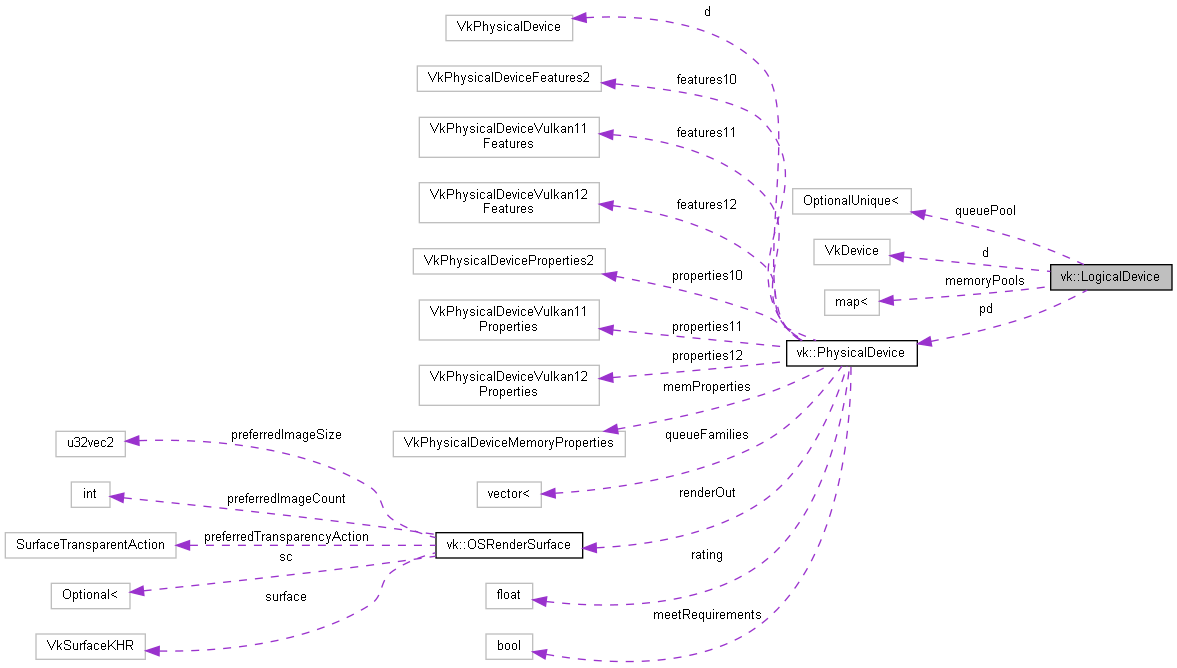 d
VkPhysicalDevice
features10
VkPhysicalDeviceFeatures2
features11
VkPhysicalDeviceVulkan11
Features
features12
VkPhysicalDeviceVulkan12
Features
OptionalUnique<
queuePool
VkDevice
d
vk::LogicalDevice
memoryPools
map<
pd
VkPhysicalDeviceProperties2
properties10
VkPhysicalDeviceVulkan11
Properties
properties11
vk::PhysicalDevice
properties12
VkPhysicalDeviceVulkan12
Properties
memProperties
VkPhysicalDeviceMemoryProperties
queueFamilies
vector<
renderOut
u32vec2
preferredImageSize
int
preferredImageCount
SurfaceTransparentAction
preferredTransparencyAction
vk::OSRenderSurface
sc
Optional<
surface
VkSurfaceKHR
rating
float
meetRequirements
bool